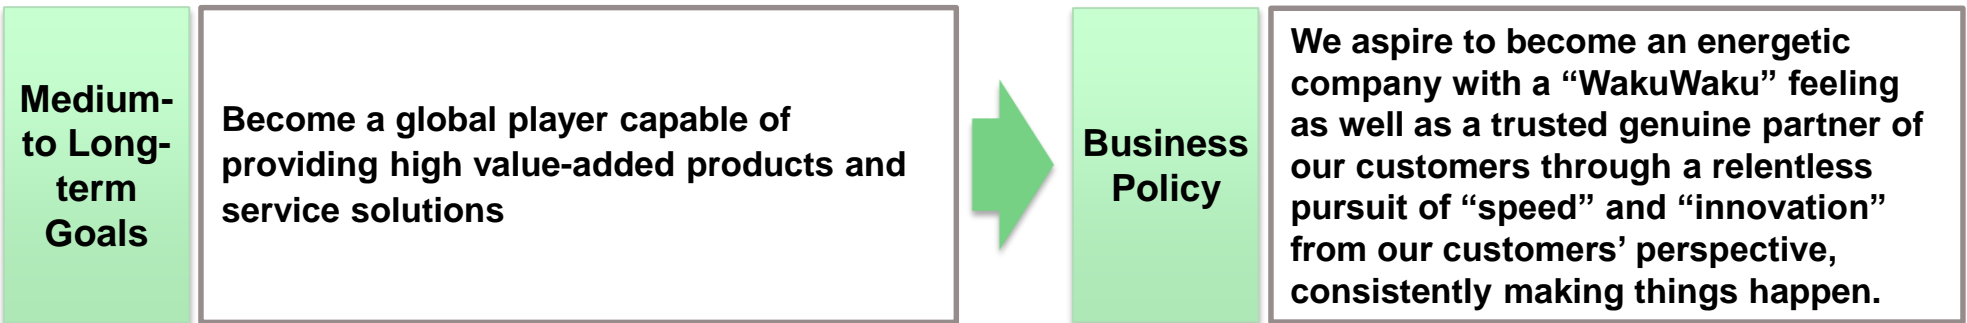 Medium-
to Long-
term
Goals
Become a global player capable of
providing high value-added products and
service solutions
Business
Policy
We aspire to become an energetic
company with a “WakuWaku” feeling
as well as a trusted genuine partner of
our customers through a relentless
pursuit of “speed” and “innovation”
from our customers’ perspective,
consistently making things happen.